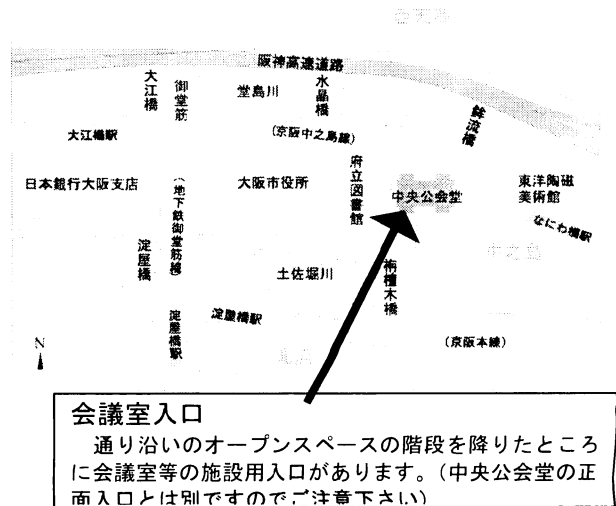 阪神高速道路
大江橋
御堂筋
堂島川
水晶橋
鉾流橋
大江橋駅
(京阪中之島線)
日本銀行大阪支店
(地下鉄御堂筋線)
大阪市役所
府立図書館
中央公会堂
東洋陶磁
美術館
なにわ橋駅
淀屋橋
土佐堀川
栴檀木橋
淀屋橋駅
淀屋橋駅
(京阪本線)
N
会議室入口
通り沿いのオープンスペースの階段を降りたところ
に会議室等の施設用入口があります。(中央公会堂の正
面入口とは別ですのでご注意下さい)